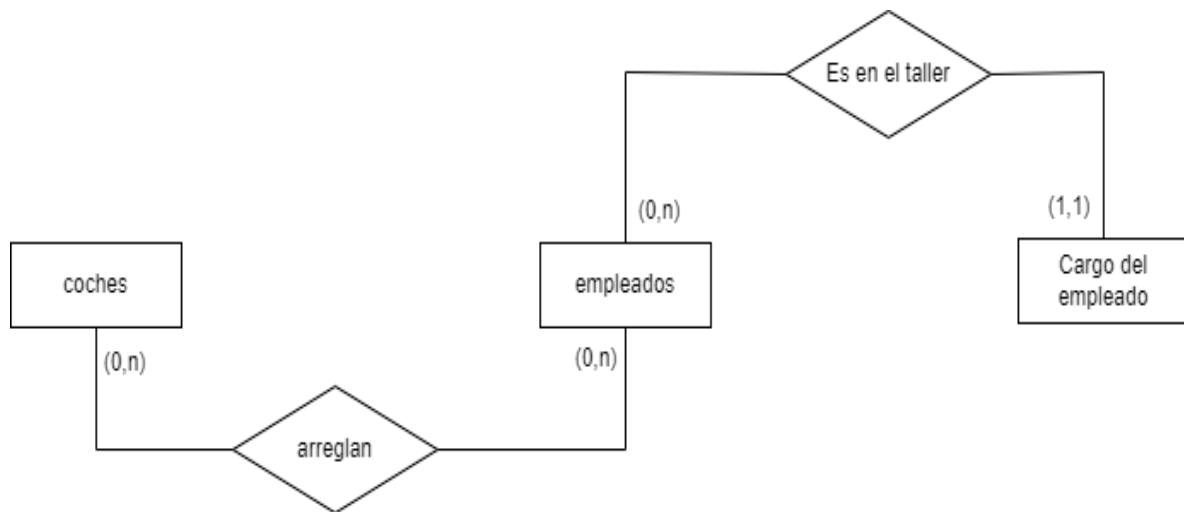 Es en el taller
(0,n)
(1,1)
coches
empleados
Cargo del
empleado
(0,n)
(0,n)
arreglan